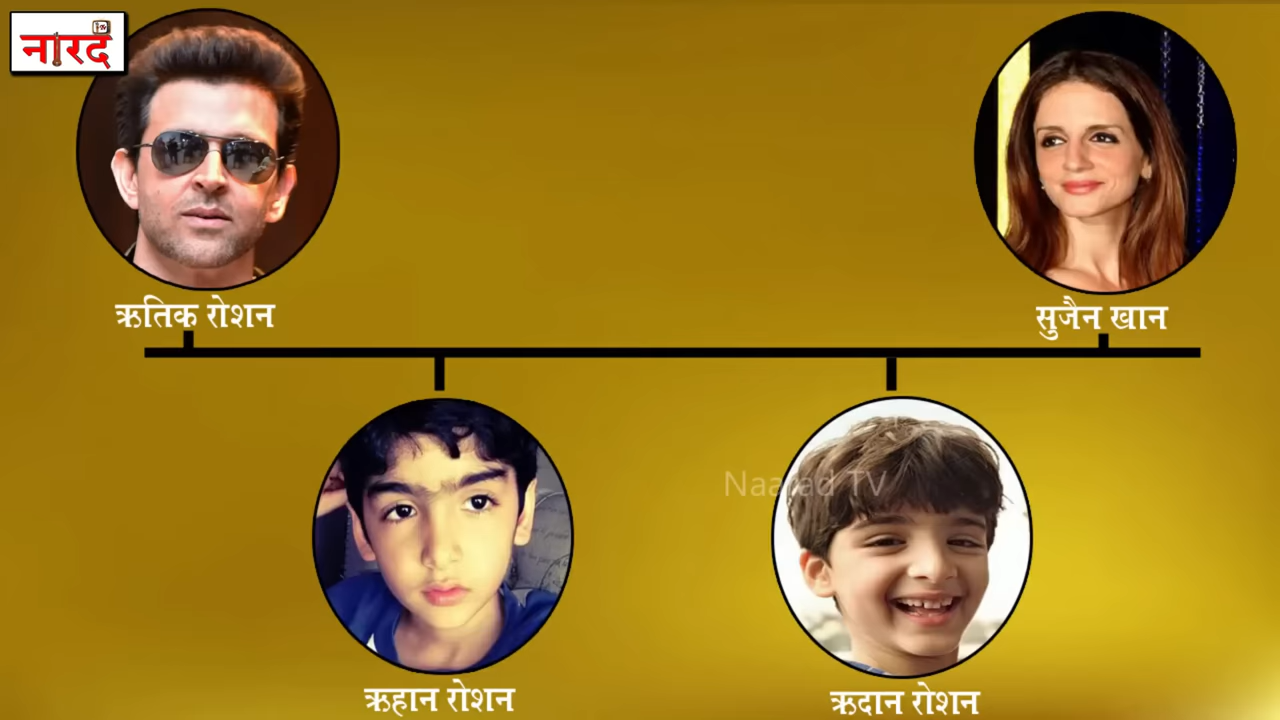 नारद
ऋतिक रोशन
सुजैन खान
Naarad TV
ऋहान रोशन
ऋदान रोशन